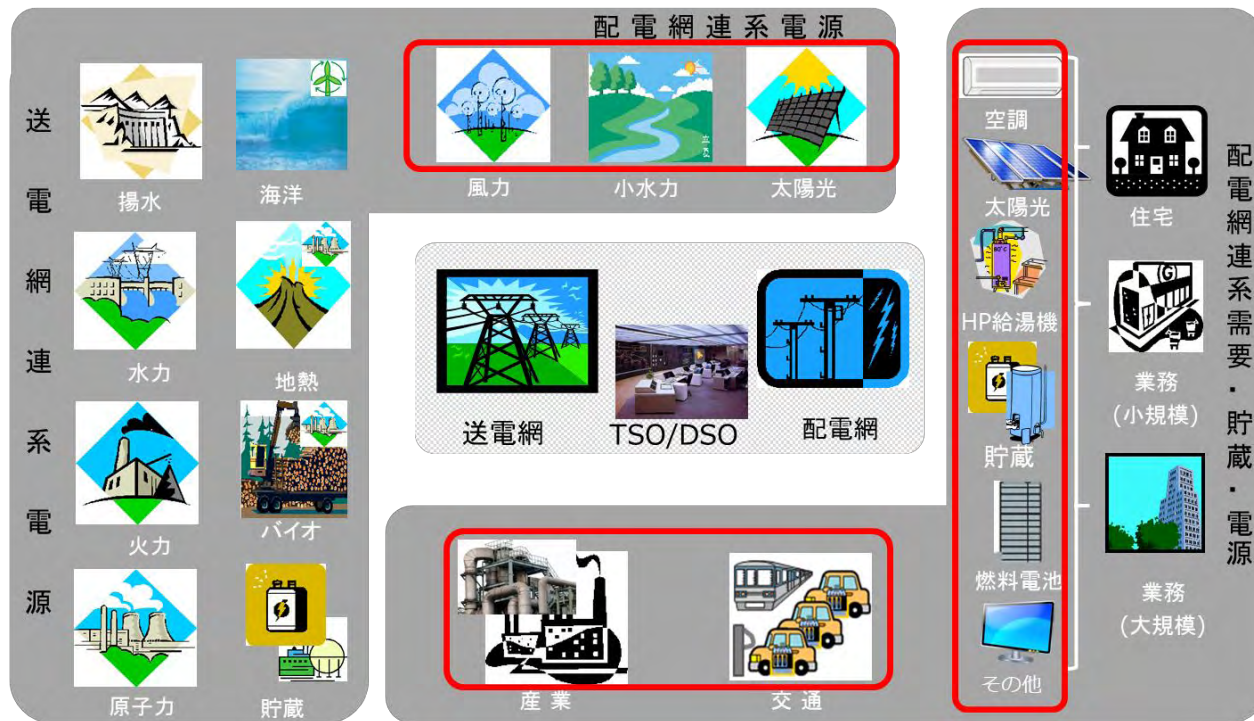 配電網連系電源
送電網連系電源
揚水
海洋
水力
地熱
火力
バイオ
原子力
貯蔵
風力
小水力
太陽光
送電網
TSO/DSO
配電網
産業
交通
空調
太陽光
HP給湯機
貯蔵
燃料電池
その他
住宅
業務
(小規模)
業務
(大規模)
配電網連系需要・貯蔵・電源